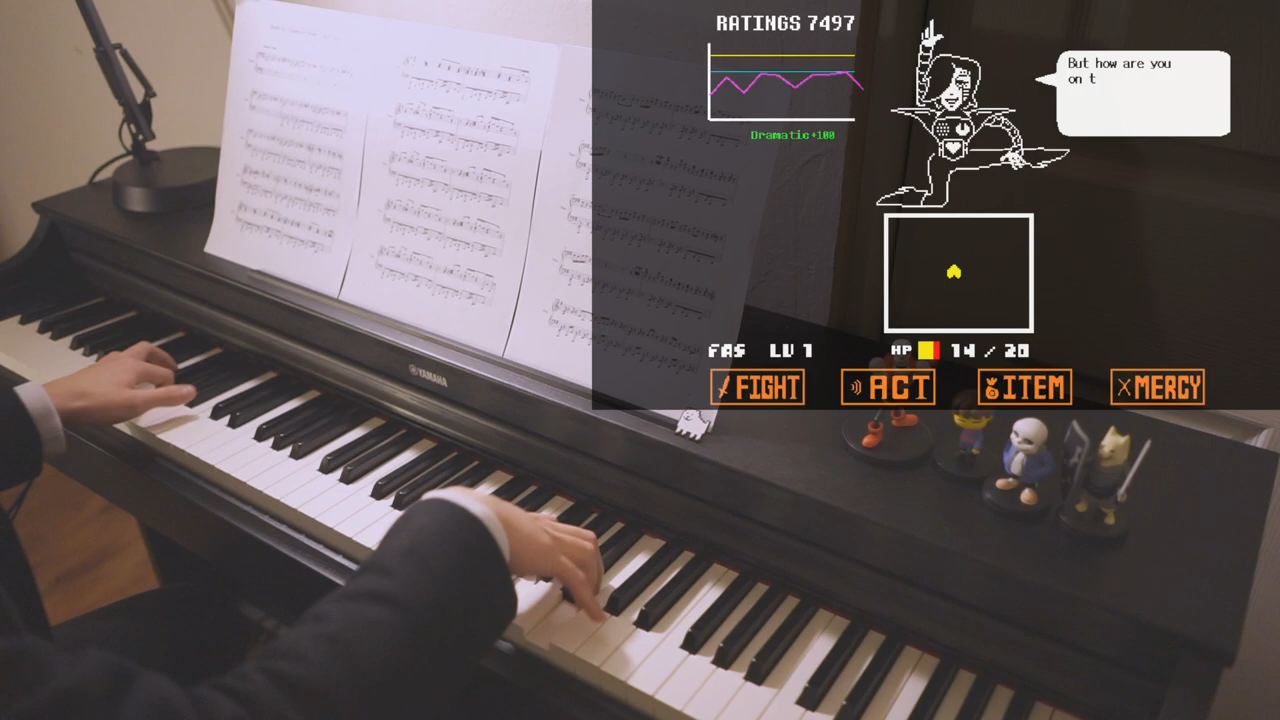 RATINGS 7497
But how are you
on t
Dramatic+100
FAS LV 1 HP 14 / 20
FIGHT ACT ITEM MERCY
YAMAHA